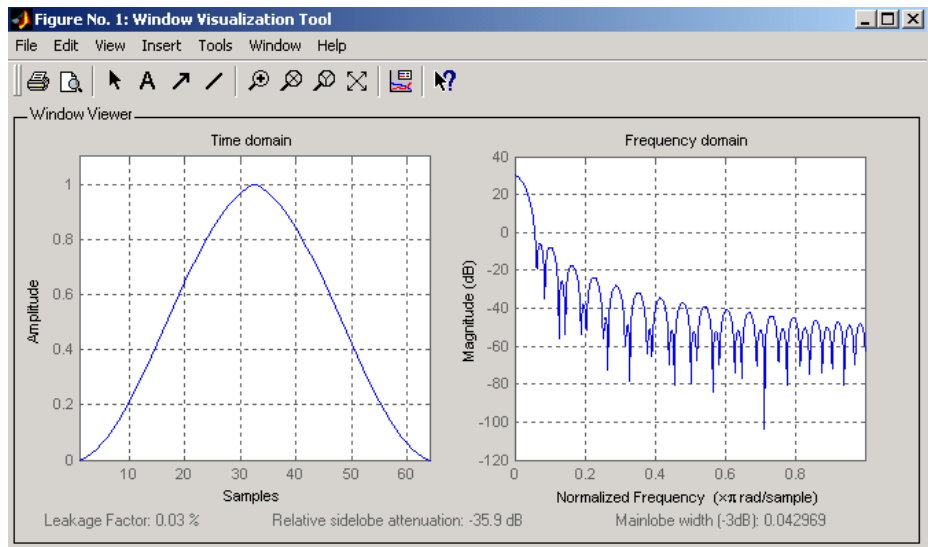 Figure No. 1: Window Visualization Tool
File Edit View Insert Tools Window Help
A
Window Viewer
Time domain
Frequency domain
1
0.8
0.6
0.4
0.2
0
Amplitude
10 20 30 40 50 60
Samples
40
20
0
-20
-40
-60
-80
-100
-120
Magnitude (dB)
0 0.2 0.4 0.6 0.8
Normalized Frequency (×π rad/sample)
Leakage Factor: 0.03 % Relative sidelobe attenuation: -35.9 dB Mainlobe width (-3dB): 0.042969